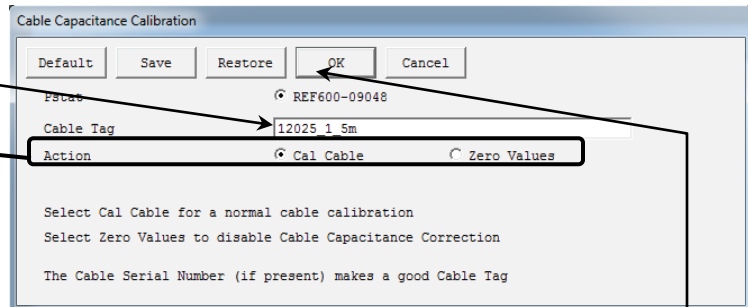 Cable Capacitance Calibration
Default Save Restore OK Cancel
Pstat REF600-09048
Cable Tag 12025_1_5m
Action Cal Cable Zero Values
Select Cal Cable for a normal cable calibration
Select Zero Values to disable Cable Capacitance Correction
The Cable Serial Number (if present) makes a good Cable Tag